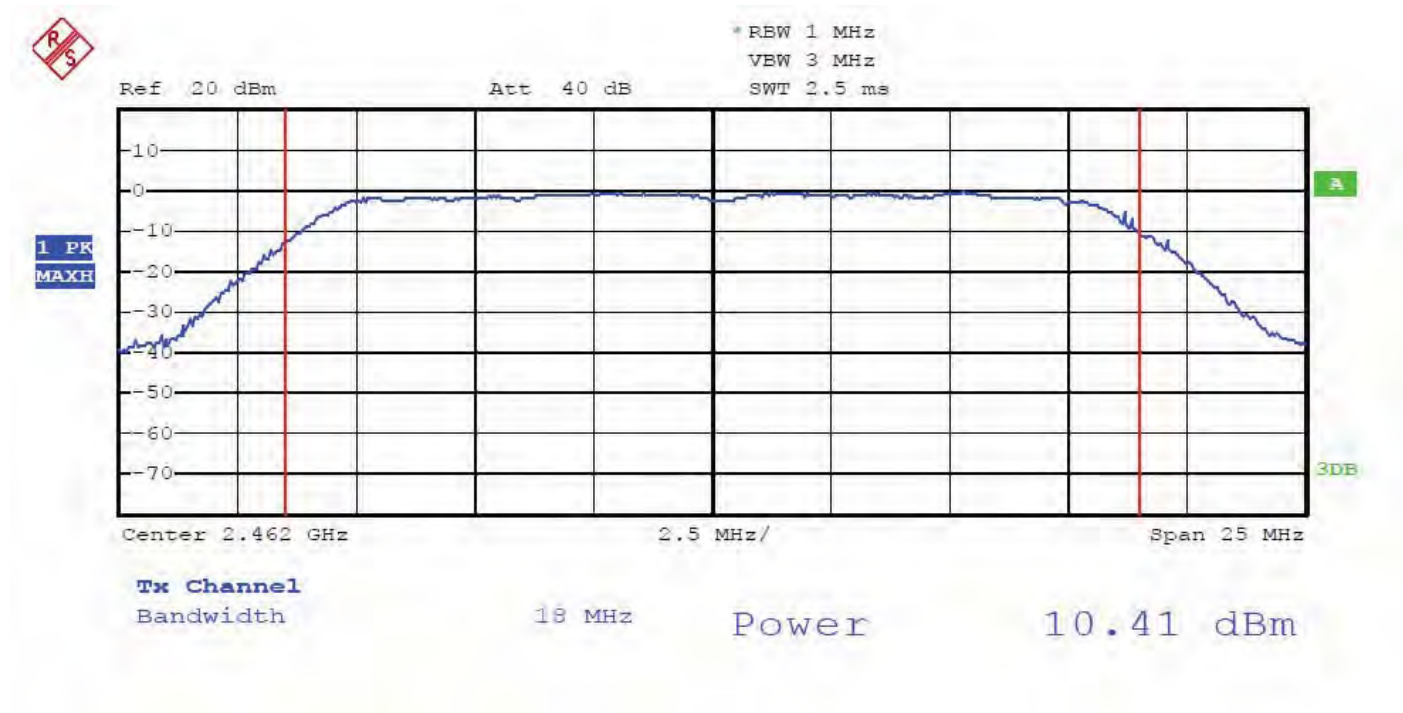 R
S
* RBW 1 MHz
VBW 3 MHz
Ref 20 dBm Att 40 dB SWT 2.5 ms
10
0
A
-10
1 PK
MAXH
-20
-30
-40
-50
-60
-70
3DB
Center 2.462 GHz 2.5 MHz/ Span 25 MHz
Tx Channel
Bandwidth 18 MHz Power 10.41 dBm